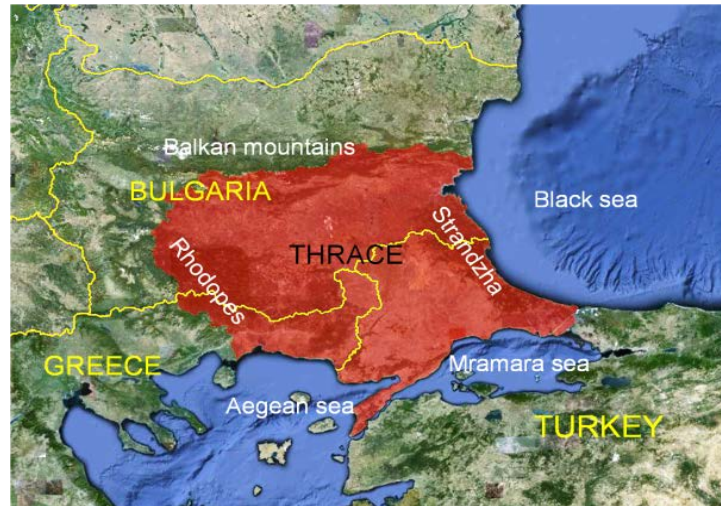 Balkan mountains
BULGARIA
Black sea
Strandzha
THRACE
Rhodopes
GREECE
Mramara sea
Aegean sea
TURKEY